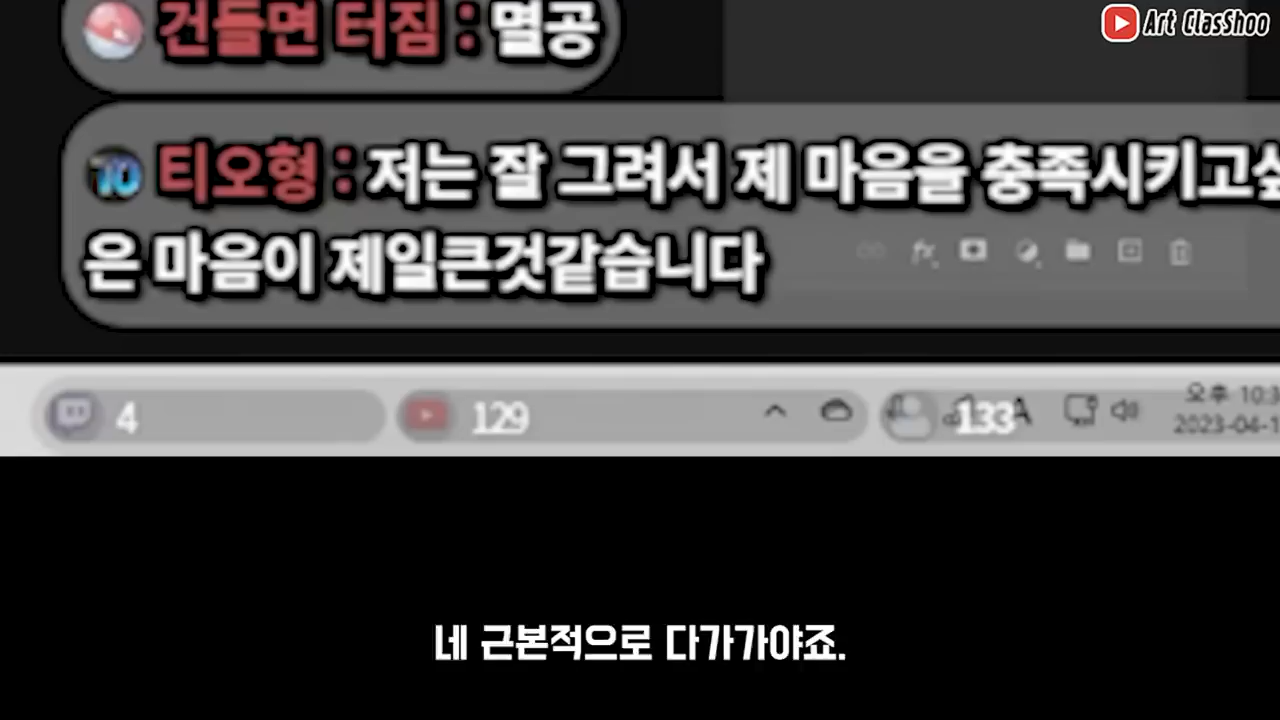 Art ClasShoo
건들면 터짐 : 멸공
티오형 : 저는 잘 그려서 제 마음을 충족시키고싶
은 마음이 제일큰것같습니다
4 129 133 A 오후 10:3
2023-04-1
네 근본적으로 다가가야죠.